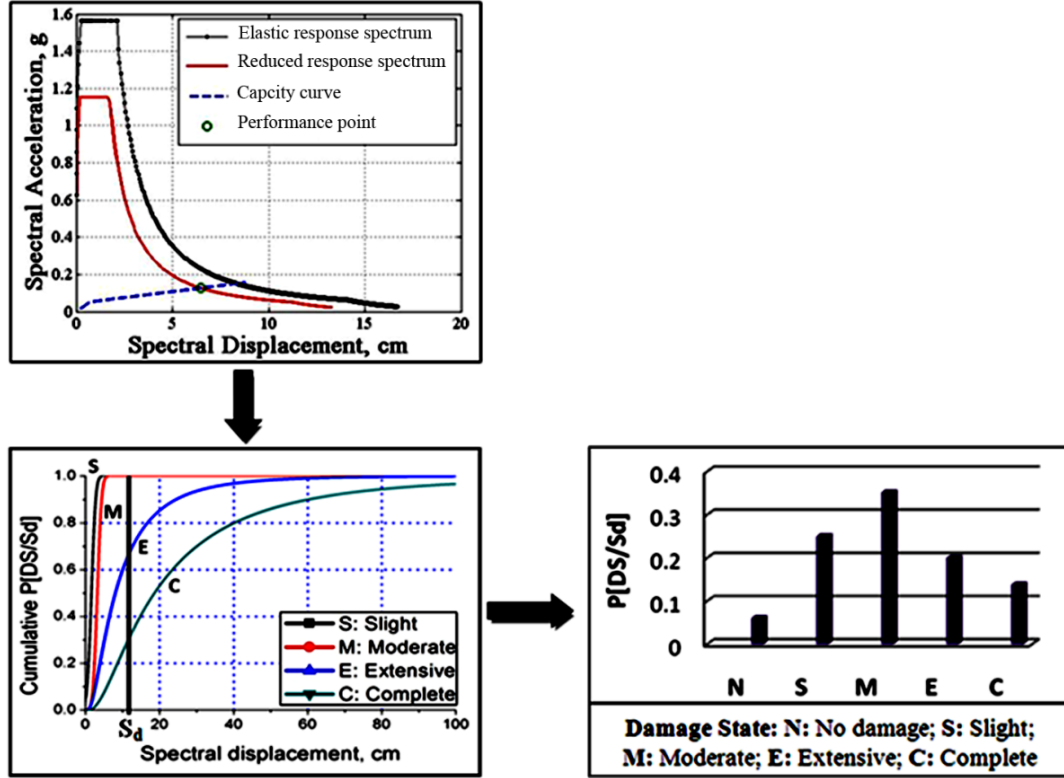 1.6
1.4
1.2
1
0.8
0.6
0.4
0.2
0
Spectral Acceleration, g
Elastic response spectrum
Reduced response spectrum
Capcity curve
Performance point
0 5 10 15 20
Spectral Displacement, cm
1.0
0.8
0.6
0.4
0.2
0.0
Cumulative P[DS/Sd]
S
M
E
C
S: Slight
M: Moderate
E: Extensive
C: Complete
0 20 40 60 80 100
Sd
Spectral displacement, cm
0.4
0.3
0.2
0.1
0
P[DS/Sd]
N S M E C
Damage State: N: No damage; S: Slight;
M: Moderate; E: Extensive; C: Complete